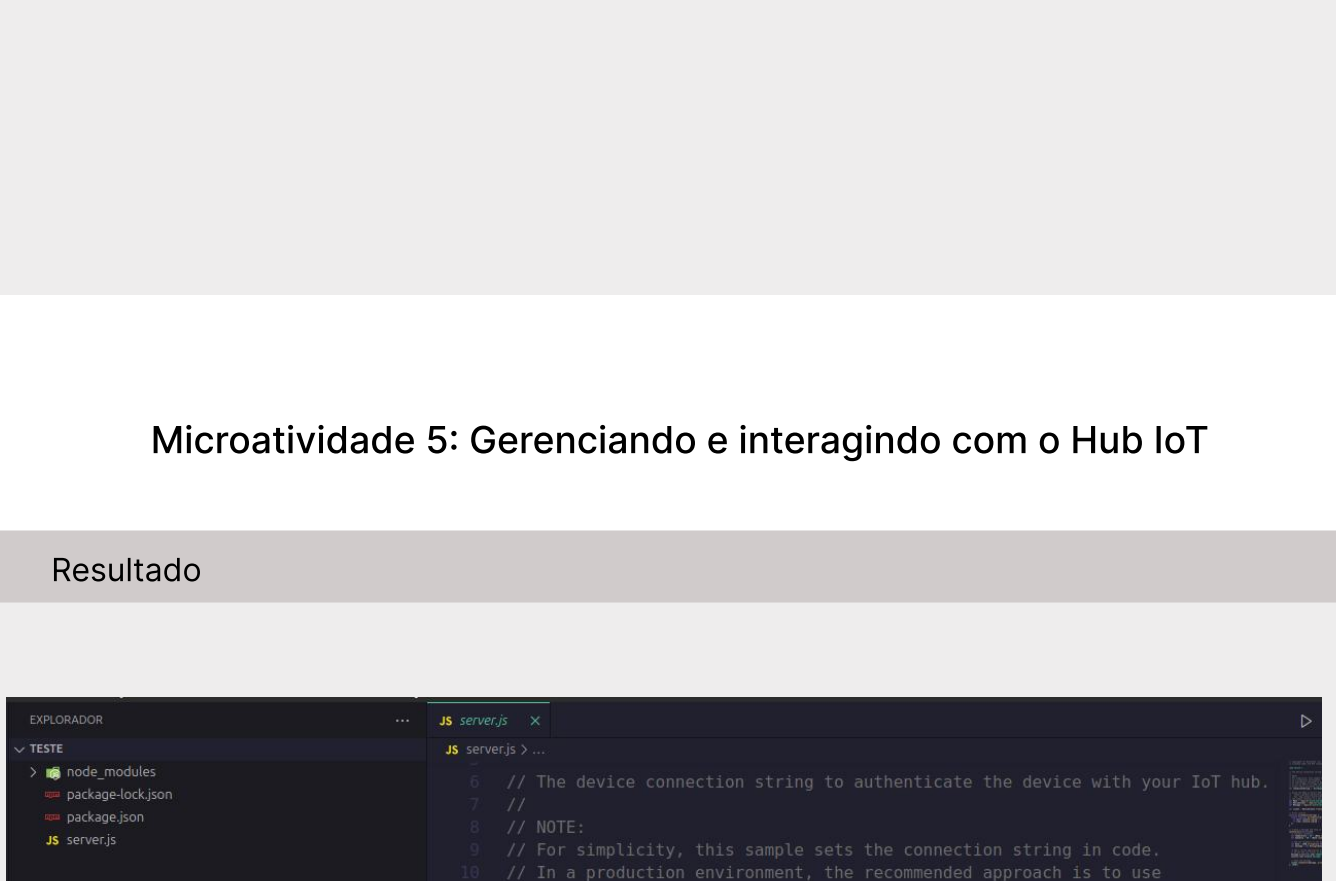 Microatividade 5: Gerenciando e interagindo com o Hub IoT
Resultado
EXPLORADOR
TESTE
node_modules
package-lock.json
package.json
JS server.js
JS server.js
JS server.js > ...
6 // The device connection string to authenticate the device with your IoT hub.
7 //
8 // NOTE:
9 // For simplicity, this sample sets the connection string in code.
10 // In a production environment, the recommended approach is to use